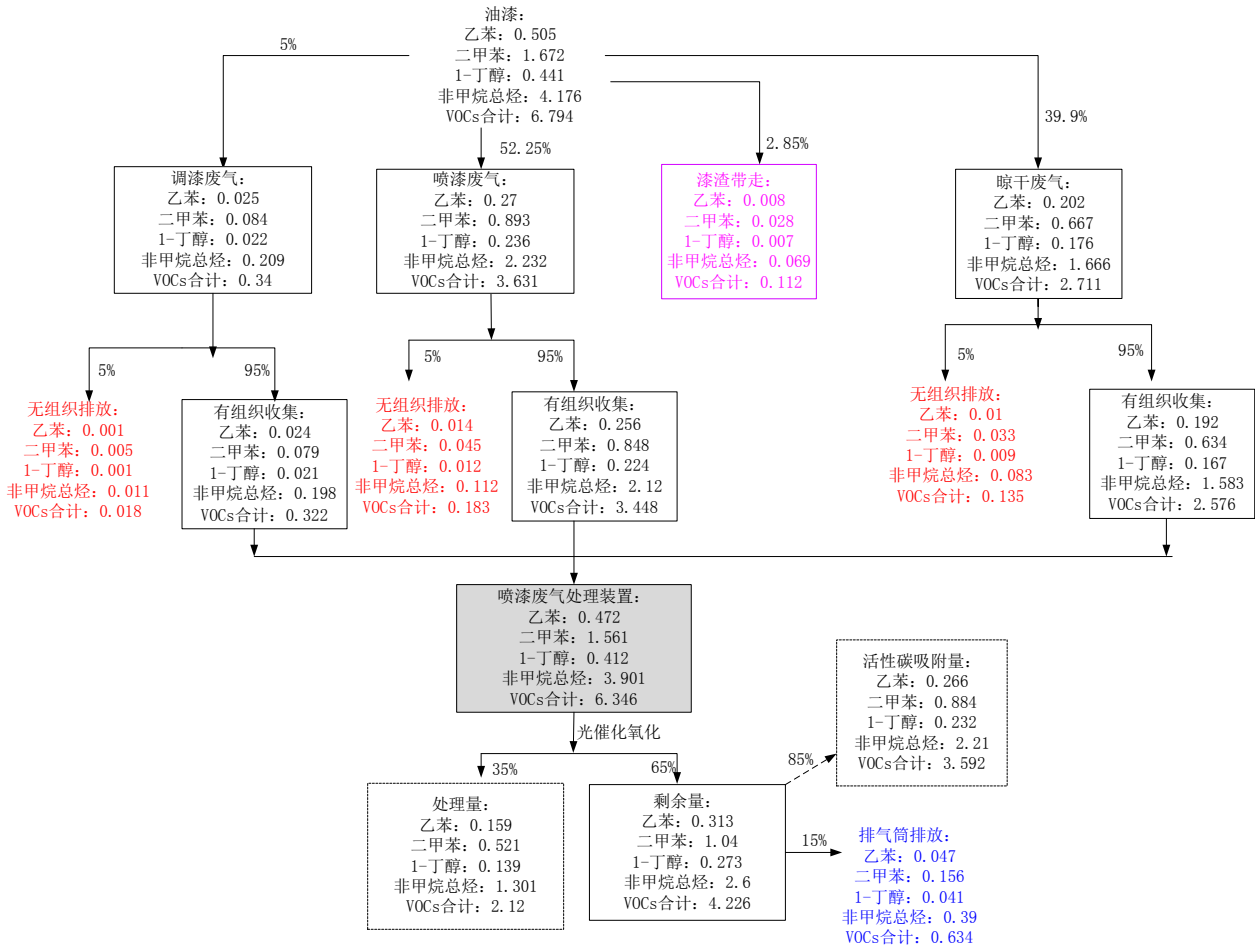 油漆：
乙苯：0.505
二甲苯：1.672
1-丁醇：0.441
非甲烷总烃：4.176
VOCs合计：6.794
5%
52.25%
2.85%
39.9%
调漆废气：
乙苯：0.025
二甲苯：0.084
1-丁醇：0.022
非甲烷总烃：0.209
VOCs合计：0.34
喷漆废气：
乙苯：0.27
二甲苯：0.893
1-丁醇：0.236
非甲烷总烃：2.232
VOCs合计：3.631
漆渣带走：
乙苯：0.008
二甲苯：0.028
1-丁醇：0.007
非甲烷总烃：0.069
VOCs合计：0.112
晾干废气：
乙苯：0.202
二甲苯：0.667
1-丁醇：0.176
非甲烷总烃：1.666
VOCs合计：2.711
5%
95%
5%
95%
5%
95%
无组织排放：
乙苯：0.001
二甲苯：0.005
1-丁醇：0.001
非甲烷总烃：0.011
VOCs合计：0.018
有组织收集：
乙苯：0.024
二甲苯：0.079
1-丁醇：0.021
非甲烷总烃：0.198
VOCs合计：0.322
无组织排放：
乙苯：0.014
二甲苯：0.045
1-丁醇：0.012
非甲烷总烃：0.112
VOCs合计：0.183
有组织收集：
乙苯：0.256
二甲苯：0.848
1-丁醇：0.224
非甲烷总烃：2.12
VOCs合计：3.448
无组织排放：
乙苯：0.01
二甲苯：0.033
1-丁醇：0.009
非甲烷总烃：0.083
VOCs合计：0.135
有组织收集：
乙苯：0.192
二甲苯：0.634
1-丁醇：0.167
非甲烷总烃：1.583
VOCs合计：2.576
喷漆废气处理装置：
乙苯：0.472
二甲苯：1.561
1-丁醇：0.412
非甲烷总烃：3.901
VOCs合计：6.346
光催化氧化
35%
65%
85%
15%
处理量：
乙苯：0.159
二甲苯：0.521
1-丁醇：0.139
非甲烷总烃：1.301
VOCs合计：2.12
剩余量：
乙苯：0.313
二甲苯：1.04
1-丁醇：0.273
非甲烷总烃：2.6
VOCs合计：4.226
活性碳吸附量：
乙苯：0.266
二甲苯：0.884
1-丁醇：0.232
非甲烷总烃：2.21
VOCs合计：3.592
排气筒排放：
乙苯：0.047
二甲苯：0.156
1-丁醇：0.041
非甲烷总烃：0.39
VOCs合计：0.634